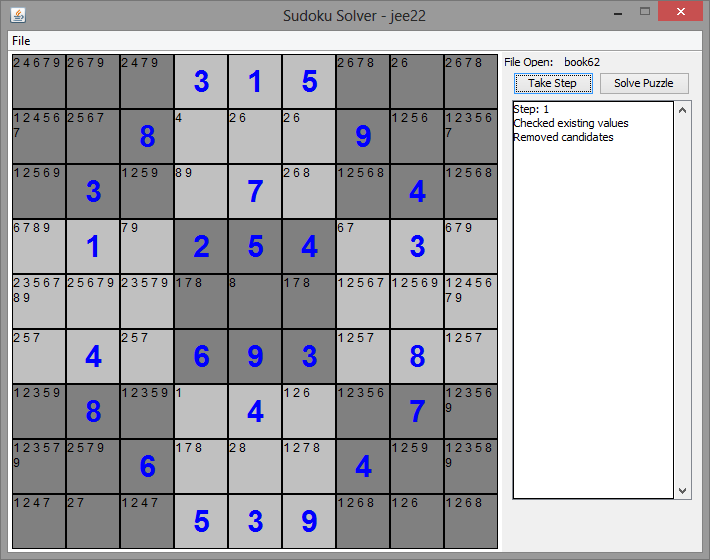 Sudoku Solver - jee22
File
File Open: book62
Take Step Solve Puzzle
Step: 1
Checked existing values
Removed candidates
2 4 6 7 9 2 6 7 9 2 4 7 9 3 1 5 2 6 7 8 2 6 2 6 7 8
1 2 4 5 6 2 5 6 7 8 4 2 6 2 6 9 1 2 5 6 1 2 3 5 6
7 7
1 2 5 6 9 3 1 2 5 9 8 9 7 2 6 8 1 2 5 6 8 4 1 2 5 6 8
6 7 8 9 1 7 9 2 5 4 6 7 3 6 7 9
2 3 5 6 7 2 5 6 7 9 2 3 5 7 9 1 7 8 8 1 7 8 1 2 5 6 7 1 2 5 6 9 1 2 4 5 6
8 9 7 9
2 5 7 4 2 5 7 6 9 3 1 2 5 7 8 1 2 5 7
1 2 3 5 9 8 1 2 3 5 9 1 4 1 2 6 1 2 3 5 6 7 1 2 3 5 6
9
1 2 3 5 7 2 5 7 9 6 1 7 8 2 8 1 2 7 8 4 1 2 5 9 1 2 3 5 8
9 9
1 2 4 7 2 7 1 2 4 7 5 3 9 1 2 6 8 1 2 6 1 2 6 8